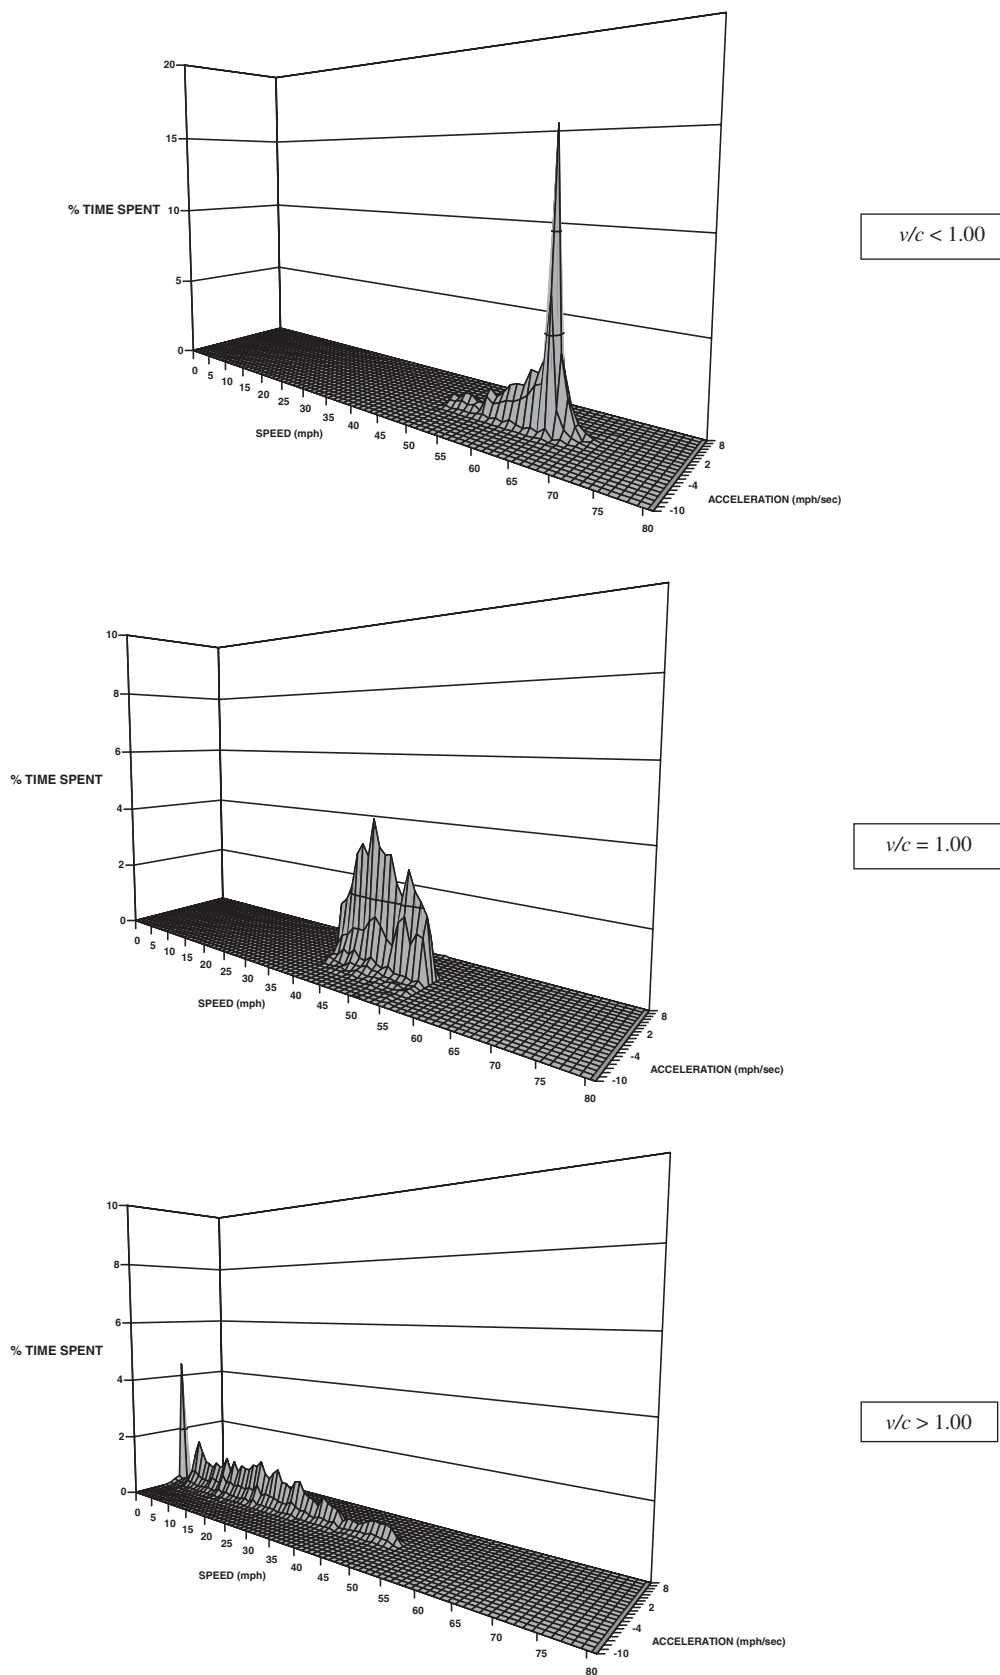 20
15
% TIME SPENT 10
5
0
0 5 10 15 20 25 30 35 40 45 50 55 60 65 70 75 80
SPEED (mph)
8
2
-4
-10
ACCELERATION (mph/sec)
v/c < 1.00
10
8
6
% TIME SPENT
4
2
0
0 5 10 15 20 25 30 35 40 45 50 55 60 65 70 75 80
SPEED (mph)
8
2
-4
-10
ACCELERATION (mph/sec)
v/c = 1.00
10
8
6
% TIME SPENT
4
2
0
0 5 10 15 20 25 30 35 40 45 50 55 60 65 70 75 80
SPEED (mph)
8
2
-4
-10
ACCELERATION (mph/sec)
v/c > 1.00